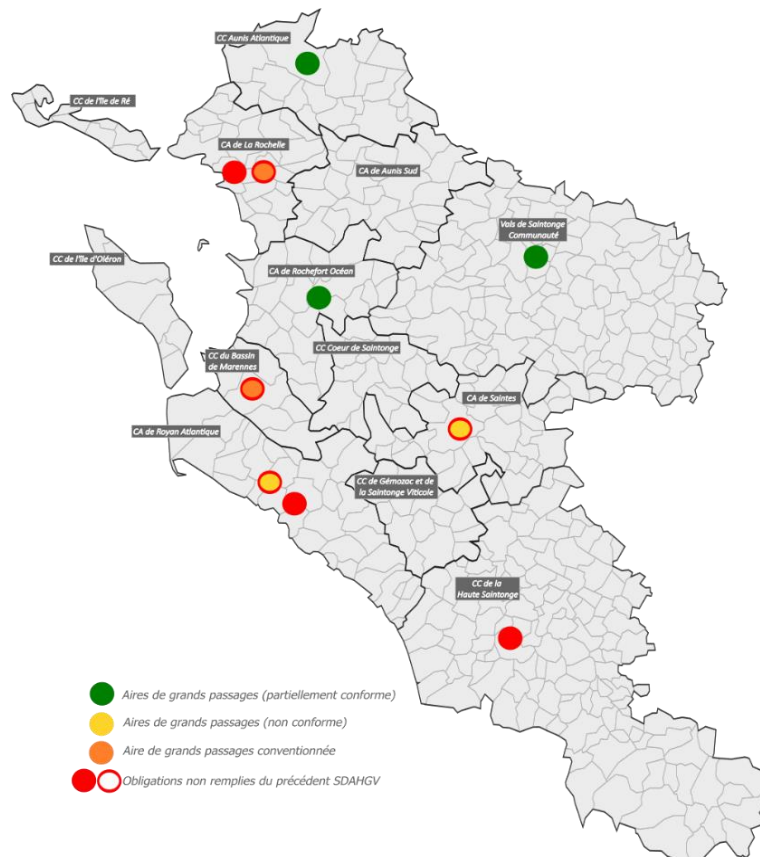 CC Aunis Atlantique
CC de l'île de Ré
CA de La Rochelle
CA de Aunis Sud
Vals de Saintonge
Communauté
CC de l'île d'Oléron
CA de Rochefort Océan
CC Coeur de Saintonge
CC du Bassin
de Marennes
CA de Saintes
CA de Royan Atlantique
CC de Gémozac et de
la Saintonge Viticole
CC de la
Haute Saintonge
Aires de grands passages (partiellement conforme)
Aires de grands passages (non conforme)
Aire de grands passages conventionnée
Obligations non remplies du précédent SDAHGV